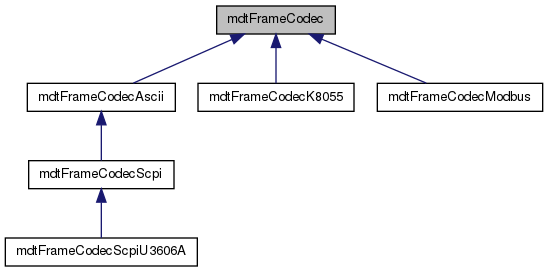 mdtFrameCodec
mdtFrameCodecAscii
mdtFrameCodecK8055
mdtFrameCodecModbus
mdtFrameCodecScpi
mdtFrameCodecScpiU3606A